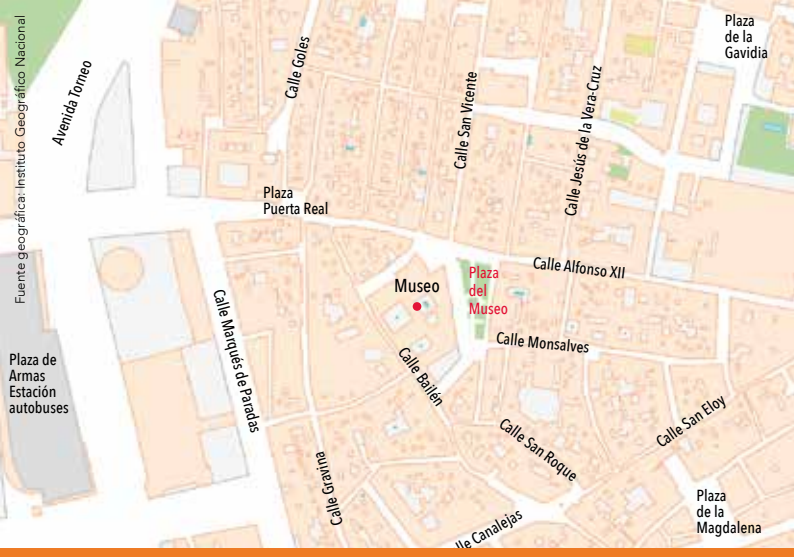 Fuente geográfica: Instituto Geográfico Nacional
Avenida Torneo
Calle Goles
Calle San Vicente
Calle Jesús de la Vera-Cruz
Plaza
de la
Gavidia
Plaza
Puerta Real
Calle Alfonso XII
Museo
Plaza
del
Museo
Calle Marqués de Paradas
Calle Monsalves
Plaza de
Armas
Estación
autobuses
Calle Bailén
Calle San Eloy
Calle San Roque
Calle Gravina
Plaza
de la
Magdalena
lle Canalejas